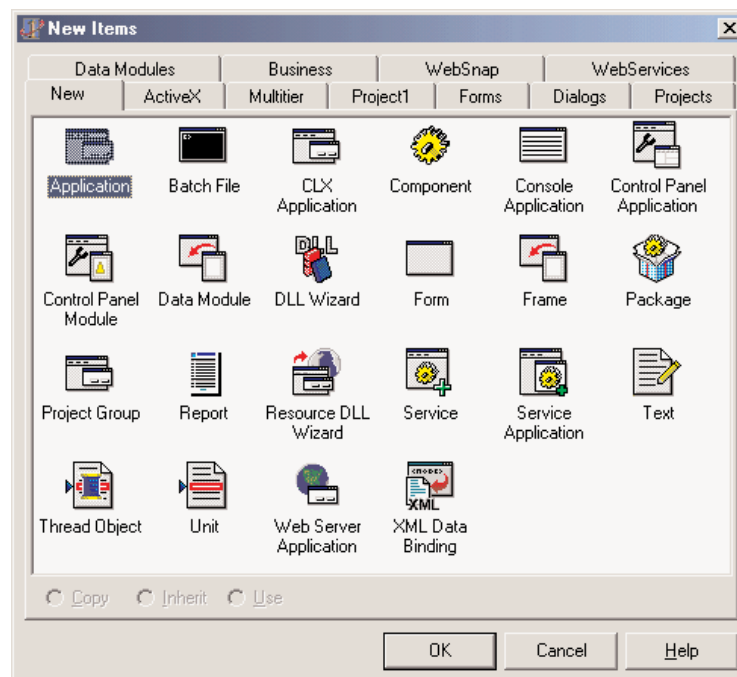 New Items
Data Modules Business WebSnap WebServices
New ActiveX Multitier Project1 Forms Dialogs Projects
Application Batch File CLX Application Component Console Application Control Panel Application
Control Panel Module Data Module DLL Wizard Form Frame Package
Project Group Report Resource DLL Wizard Service Service Application Text
Thread Object Unit Web Server Application XML Data Binding
Copy Inherit Use
OK Cancel Help